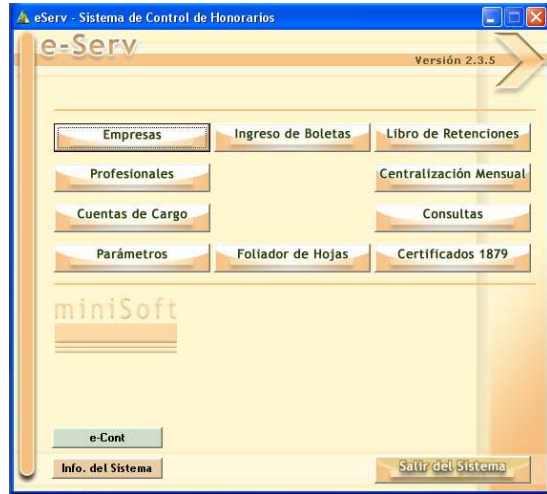 eServ - Sistema de Control de Honorarios
e-Serv
Versión 2.3.5
Empresas Ingreso de Boletas Libro de Retenciones
Profesionales Centralización Mensual
Cuentas de Cargo Consultas
Parámetros Foliador de Hojas Certificados 1879
miniSoft
e-Cont
Info. del Sistema Salir del Sistema